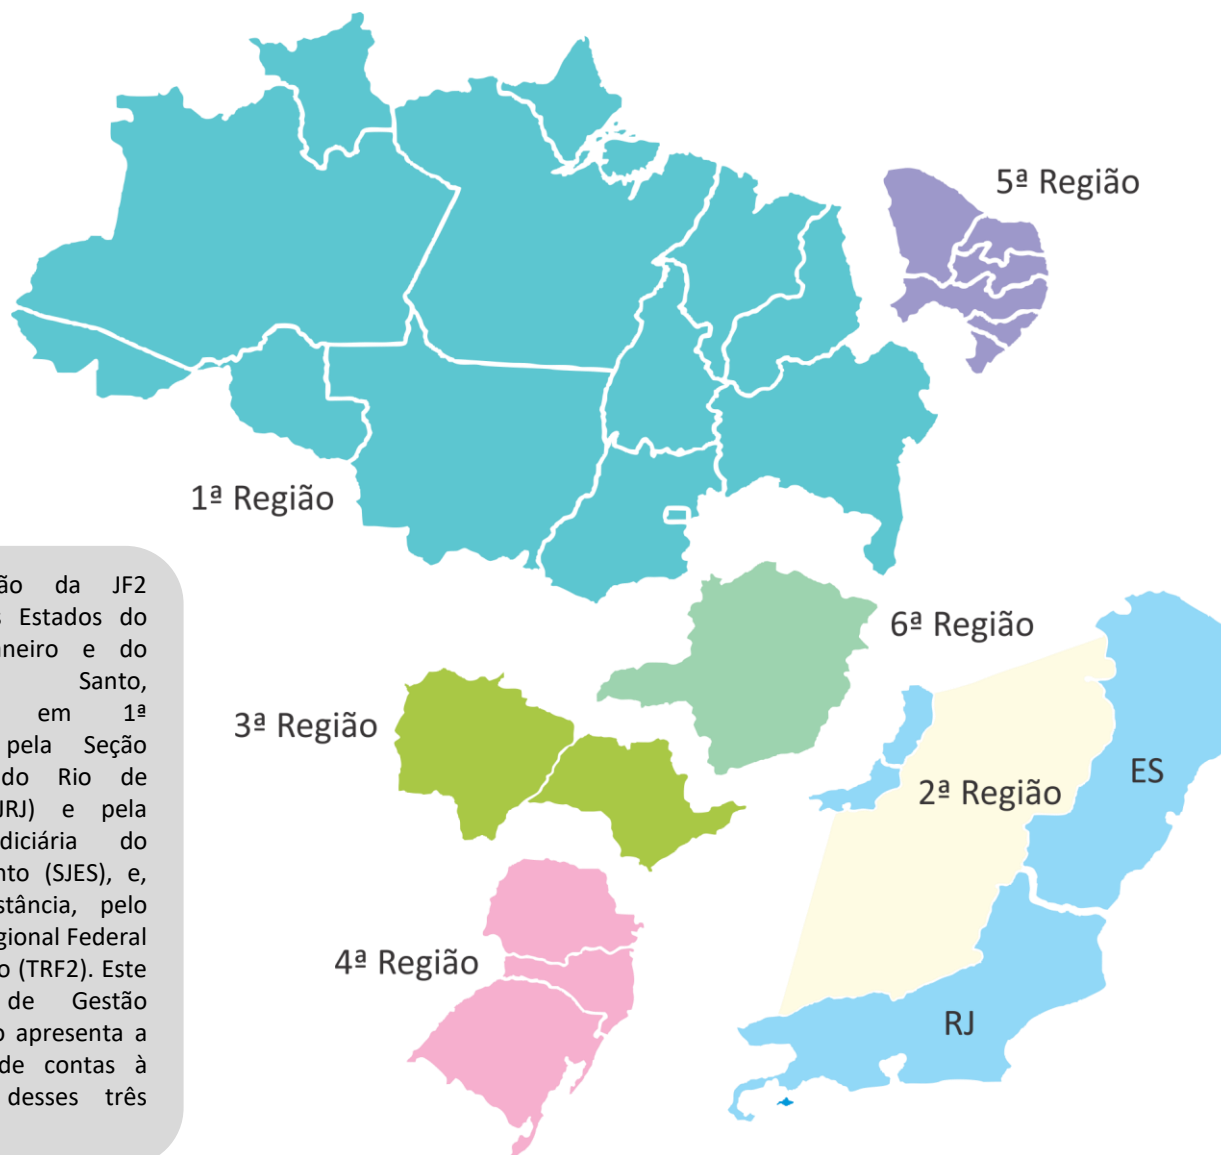 5ª Região
1ª Região
6ª Região
3ª Região
2ª Região
ES
4ª Região
RJ
ão da JF2
s Estados do
neiro e do
Santo,
em 1ª
pela Seção
do Rio de
JRJ) e pela
diciária do
nto (SJES), e,
stância, pelo
gional Federal
o (TRF2). Este
de Gestão
o apresenta a
de contas à
desses três